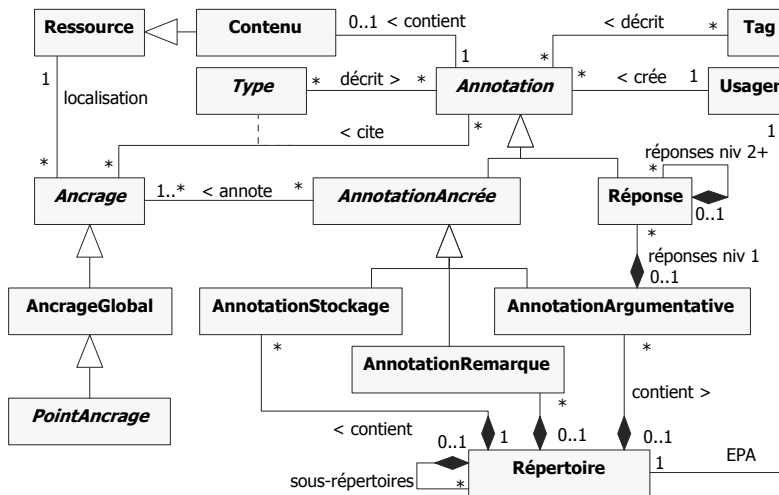 Ressource
Contenu
0..1 < contient
< décrit
*
Tag
1
localisation
Type
* décrit > *
1
*
Annotation
*
< crée
1
Usager
< cite
*
1
réponses niv 2+
*
*
Ancrage
1..* < annote *
AnnotationAncrée
*
Réponse
0..1
*
réponses niv 1
0..1
AncrageGlobal
AnnotationStockage
AnnotationArgumentative
*
AnnotationRemarque
*
*
contient >
PointAncrage
< contient
0..1
1
0..1
0..1
sous-répertoires
*
Répertoire
1
EPA